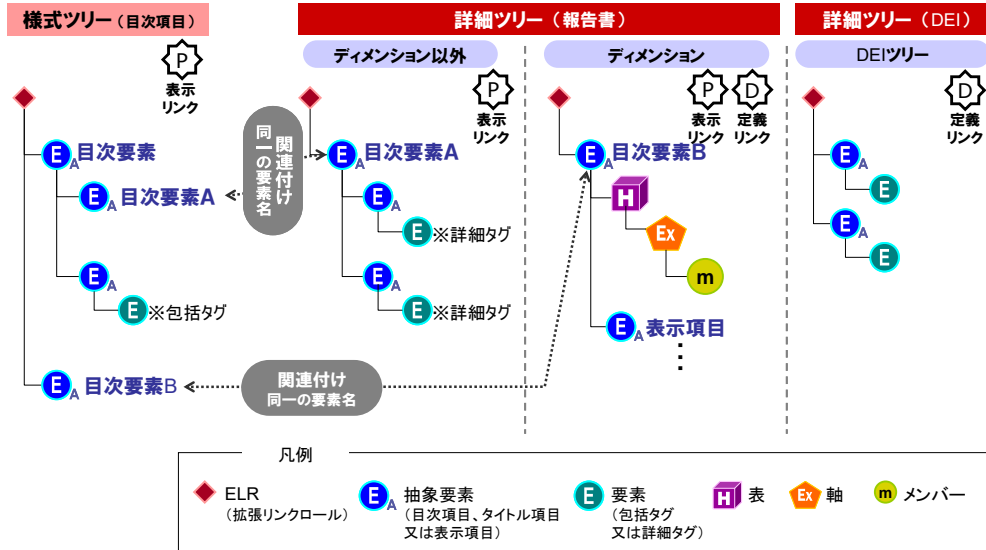 様式ツリー（目次項目）
詳細ツリー（報告書）
詳細ツリー（DEI）
ディメンション以外
ディメンション
DEIツリー
P
表示
リンク
P
表示
リンク
P
表示
リンク
D
定義
リンク
D
定義
リンク
E A 目次要素
E A 目次要素A
E A
E ※包括タグ
E A 目次要素B
関連付け
同一の要素名
E A 目次要素A
E A
E ※詳細タグ
E A
E ※詳細タグ
関連付け
同一の要素名
E A 目次要素B
H
Ex
m
E A 表示項目
E A
E
E A
E
凡例
ELR
（拡張リンクロール）
E A 抽象要素
（目次項目、タイトル項目
又は表示項目）
E 要素
（包括タグ
又は詳細タグ）
H 表
Ex 軸
m メンバー